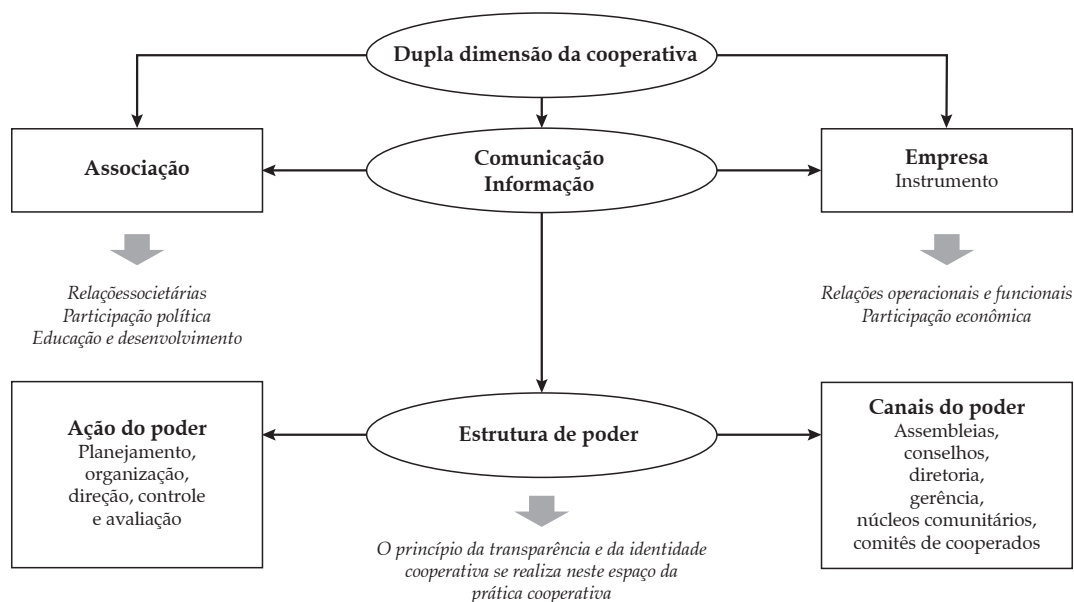 Dupla dimensão da cooperativa
Associação
Comunicação
Informação
Empresa
Instrumento
Relaçõessocietárias
Participação política
Educação e desenvolvimento
Relações operacionais e funcionais
Participação econômica
Ação do poder
Planejamento,
organização,
direção, controle
e avaliação
Estrutura de poder
Canais do poder
Assembleias,
conselhos,
diretoria,
gerência,
núcleos comunitários,
comitês de cooperados
O princípio da transparência e da identidade
cooperativa se realiza neste espaço da
prática cooperativa